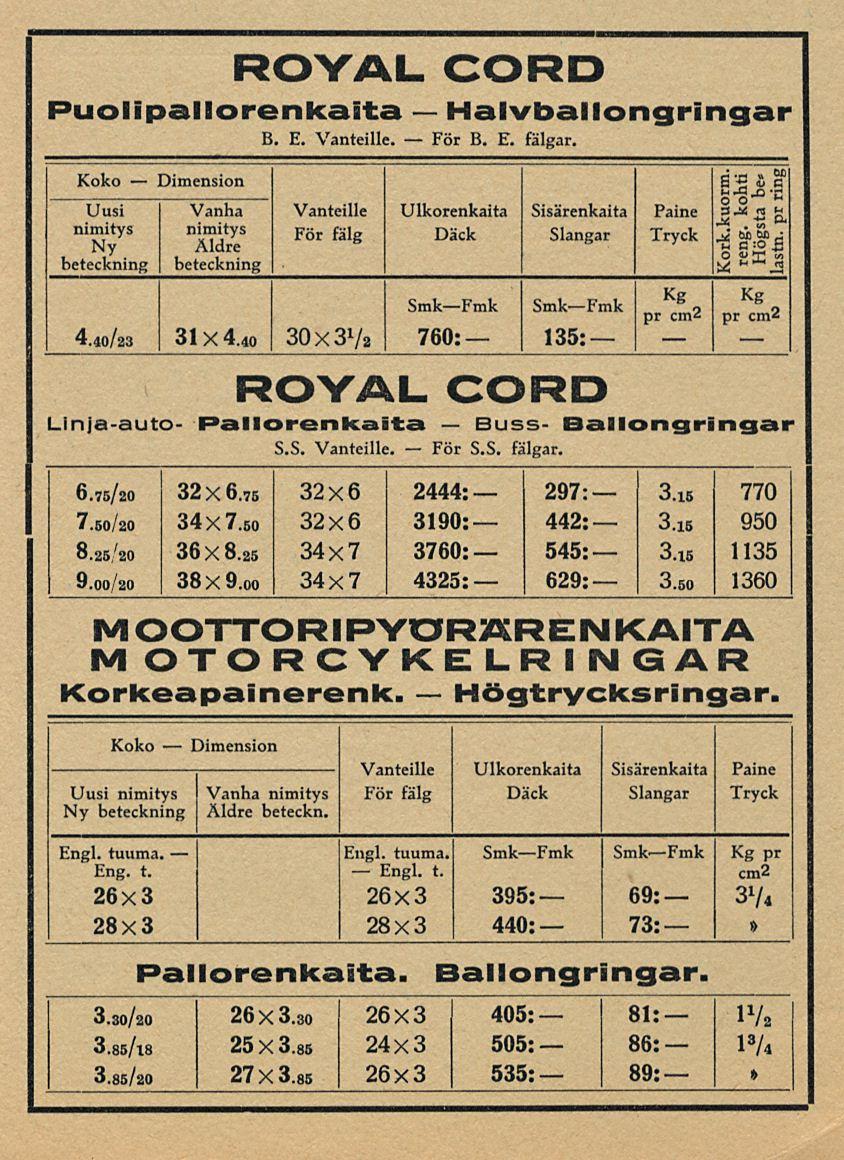 ROYAL CORD
Puolipallorenkaita — Halvballongringar
B. E. Vanteille. — För B. E. fälgar.
Koko — Dimension
Uusi nimitys Ny beteckning
Vanha nimitys Äldre beteckning
Vanteille För fälg
Ulkorenkaita Däck
Sisärenkaita Slangar
Paine Tryck
Kork.kuorm. reng. kohti Högsta be- lastn. pr ring
Smk—Fmk Smk—Fmk Kg pr cm2 Kg pr cm2
4.40/23 31×4.40 30×3½ 760:— 135:— — —
ROYAL CORD
Linja-auto- Pallorenkaita — Buss- Ballongringar
S.S. Vanteille. — För S.S. fälgar.
6.75/20 32×6.75 32×6 2444:— 297:— 3.15 770
7.50/20 34×7.50 32×6 3190:— 442:— 3.15 950
8.25/20 36×8.25 34×7 3760:— 545:— 3.15 1135
9.00/20 38×9.00 34×7 4325:— 629:— 3.50 1360
MOOTTORIPYÖRÄRENKAITA
MOTORCYKELRINGAR
Korkeapainerenk. — Högtrycksringar.
Koko — Dimension
Uusi nimitys Ny beteckning
Vanha nimitys Äldre beteckn.
Vanteille För fälg
Ulkorenkaita Däck
Sisärenkaita Slangar
Paine Tryck
Engl. tuuma. — Eng. t.
Engl. tuuma. — Engl. t.
Smk—Fmk Smk—Fmk Kg pr cm2
26×3 26×3 395:— 69:— 3¼
28×3 28×3 440:— 73:— »
Pallorenkaita. Ballongringar.
3.30/20 26×3.30 26×3 405:— 81:— 1½
3.85/18 25×3.85 24×3 505:— 86:— 1¾
3.85/20 27×3.85 26×3 535:— 89:— »